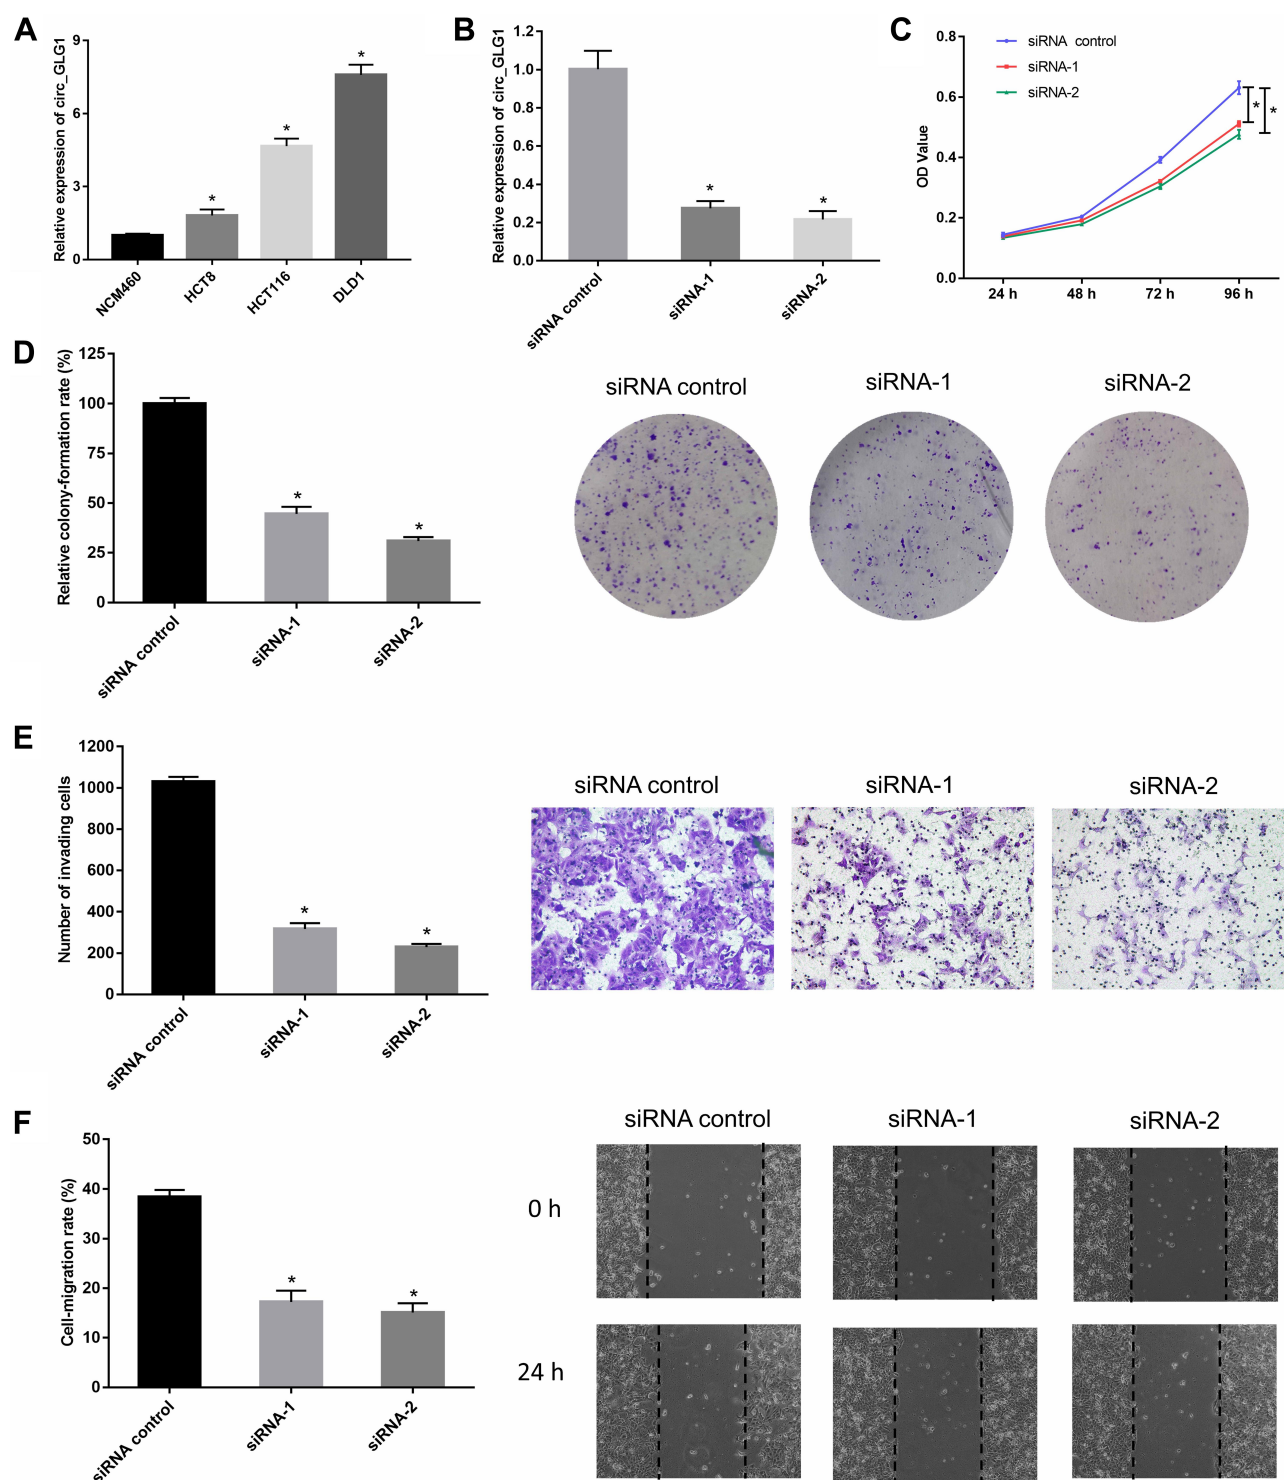 A
Relative expression of circ_GLG1
9
6
3
0
*
*
*
NCM460
HCT8
HCT116
DLD1
B
Relative expression of circ_GLG1
1.2
1.0
0.8
0.6
0.4
0.2
0.0
*
*
siRNA control
siRNA-1
siRNA-2
C
OD Value
0.8
0.6
0.4
0.2
0.0
siRNA control
siRNA-1
siRNA-2
*
*
24 h
48 h
72 h
96 h
D
Relative colony-formation rate (%)
125
100
75
50
25
0
*
*
siRNA control
siRNA-1
siRNA-2
siRNA control
siRNA-1
siRNA-2
E
Number of invading cells
1200
1000
800
600
400
200
0
*
*
siRNA control
siRNA-1
siRNA-2
siRNA control
siRNA-1
siRNA-2
F
Cell-migration rate (%)
50
40
30
20
10
0
*
*
siRNA control
siRNA-1
siRNA-2
siRNA control
siRNA-1
siRNA-2
0 h
24 h